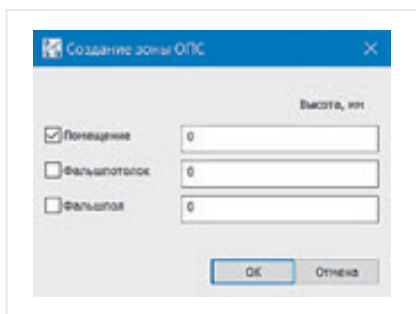 Создание зоны ОПС
Высота, мм
Помещение 0
Фальшпотолок 0
Фальшпол 0
ОК Отмена